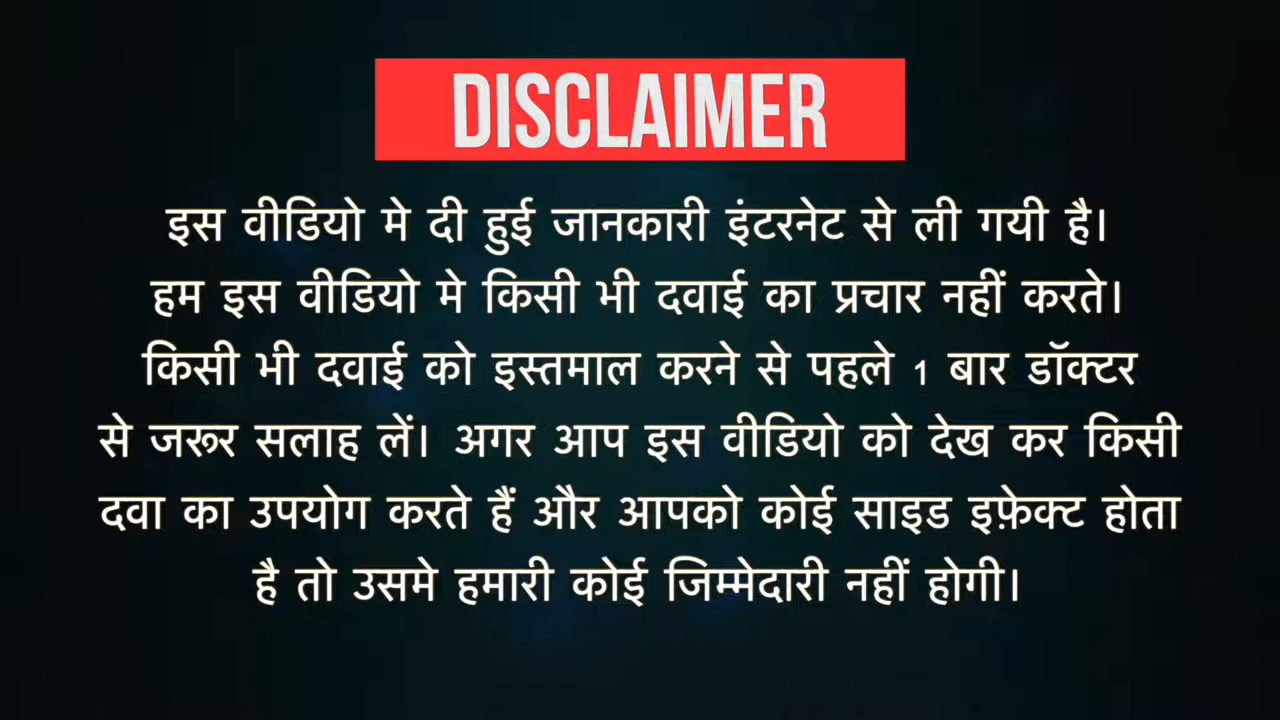 DISCLAIMER
इस वीडियो मे दी हुई जानकारी इंटरनेट से ली गयी है।
हम इस वीडियो मे किसी भी दवाई का प्रचार नहीं करते।
किसी भी दवाई को इस्तमाल करने से पहले 1 बार डॉक्टर
से जरूर सलाह लें। अगर आप इस वीडियो को देख कर किसी
दवा का उपयोग करते हैं और आपको कोई साइड इफ़ेक्ट होता
है तो उसमे हमारी कोई जिम्मेदारी नहीं होगी।